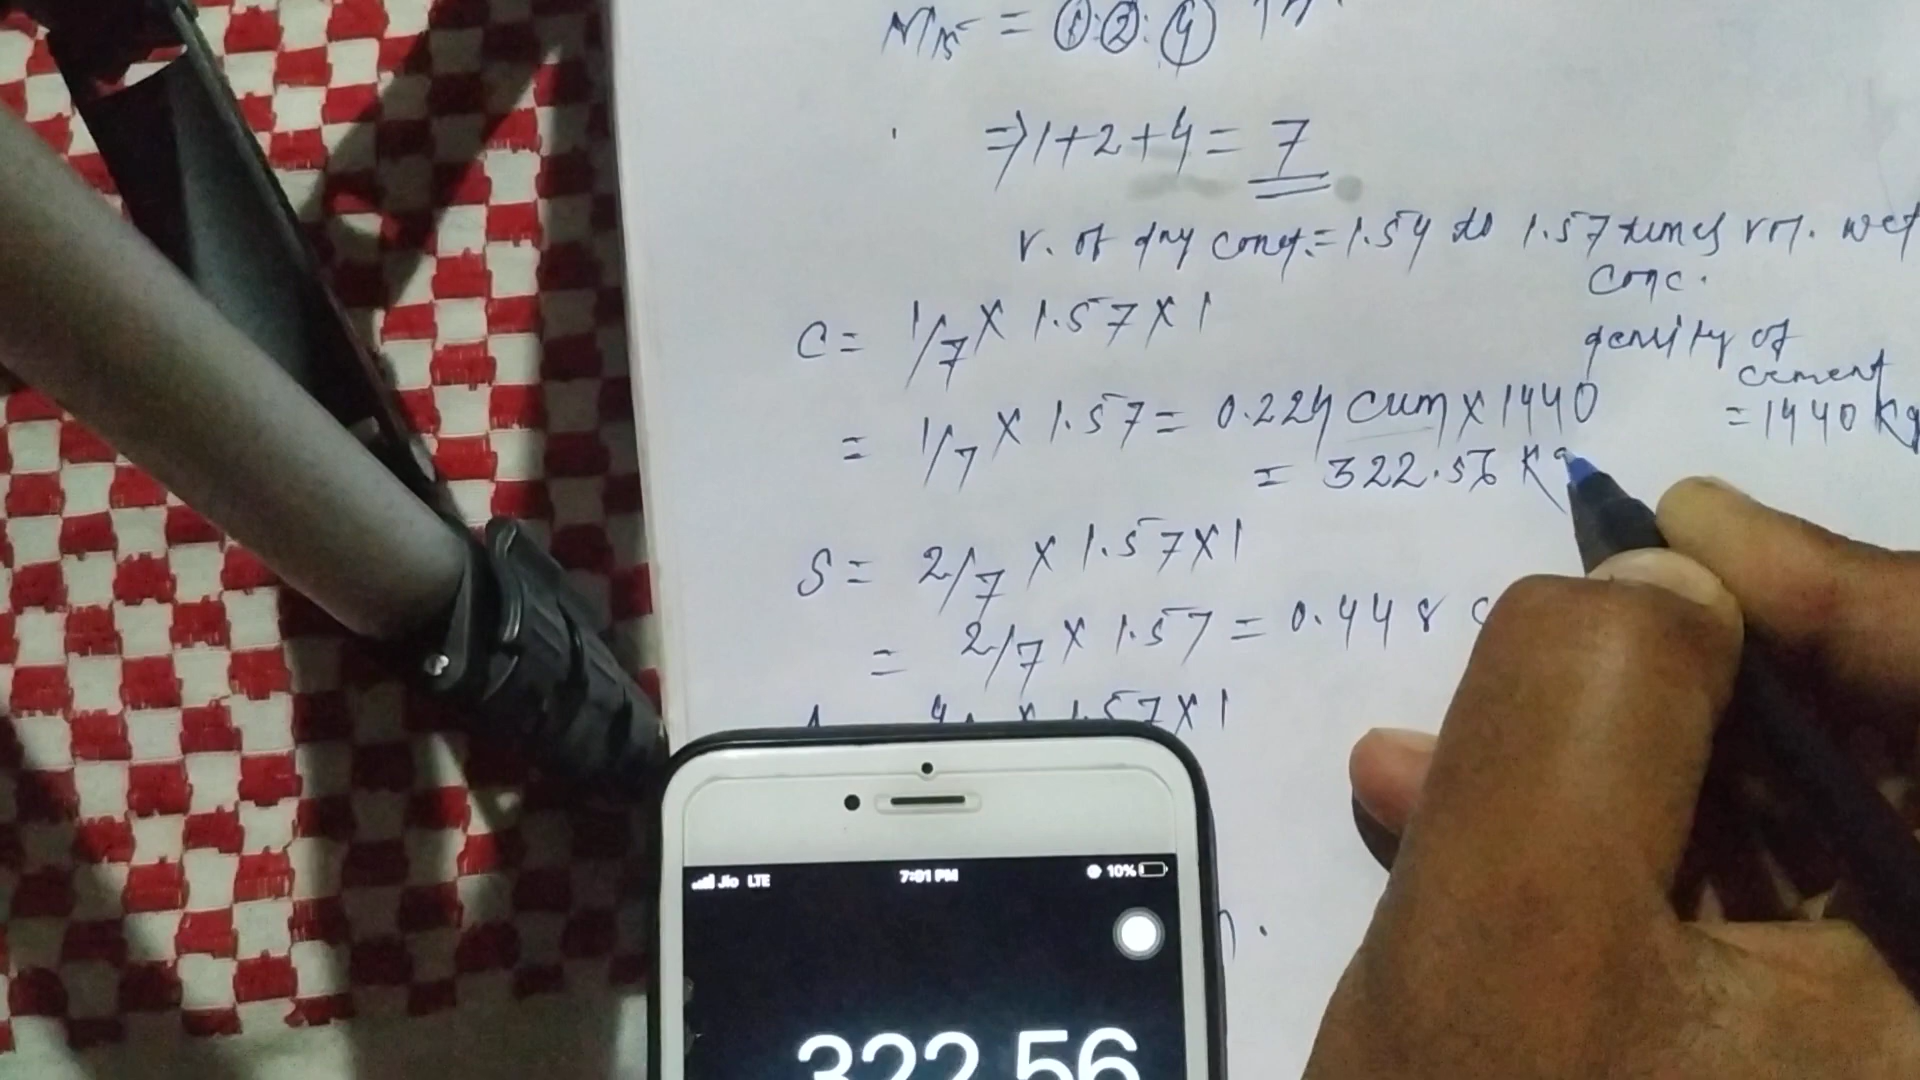 M15 = 1:2:4
⇒ 1+2+4 = 7
V. of dry conc. = 1.54 to 1.57 times vol. wet
conc.
C = 1/7 X 1.57 X 1
density of
cement
= 1440 Kg
= 1/7 X 1.57 = 0.224 cum X 1440
= 322.56 Kg
S = 2/7 X 1.57 X 1
= 2/7 X 1.57 = 0.448
X 1.57 X 1
Jio LTE 7:01 PM 10%
322.56